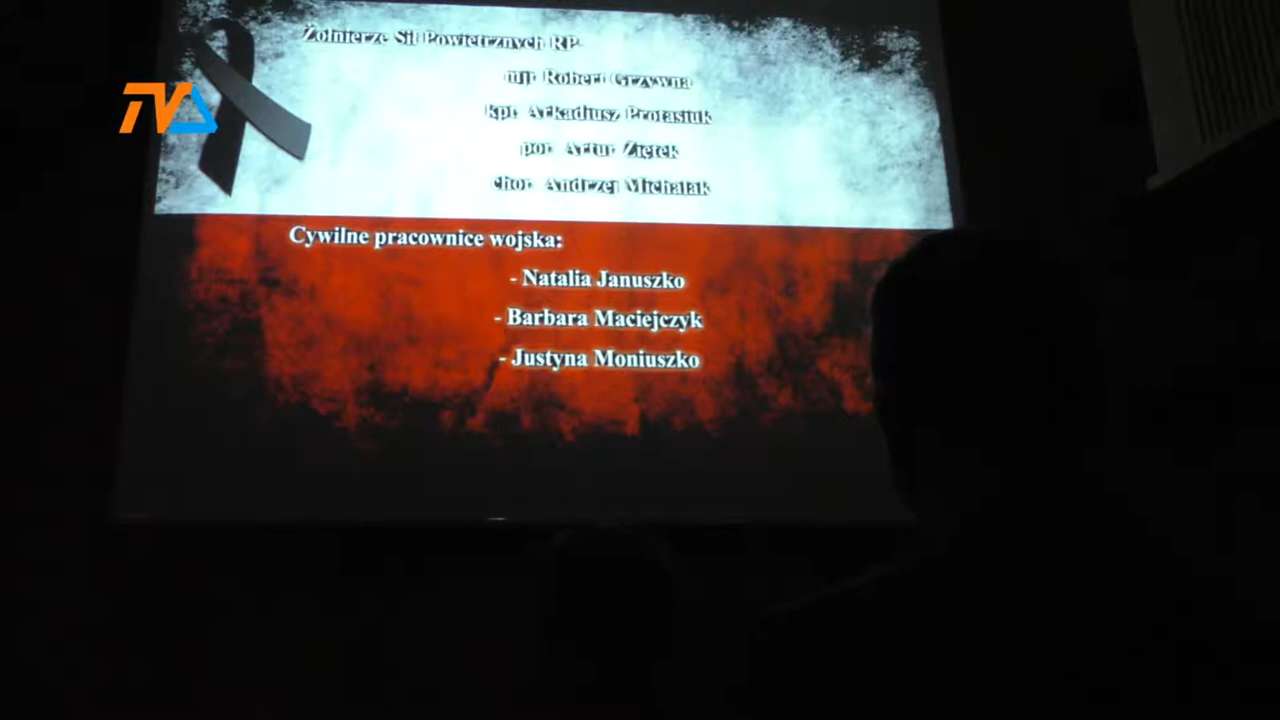 TVA
Żołnierze Sił Powietrznych RP
mjr Robert Grzywna
kpt. Arkadiusz Protasiuk
por. Artur Ziętek
chor. Andrzej Michalak
Cywilne pracownice wojska:
- Natalia Januszko
- Barbara Maciejczyk
- Justyna Moniuszko